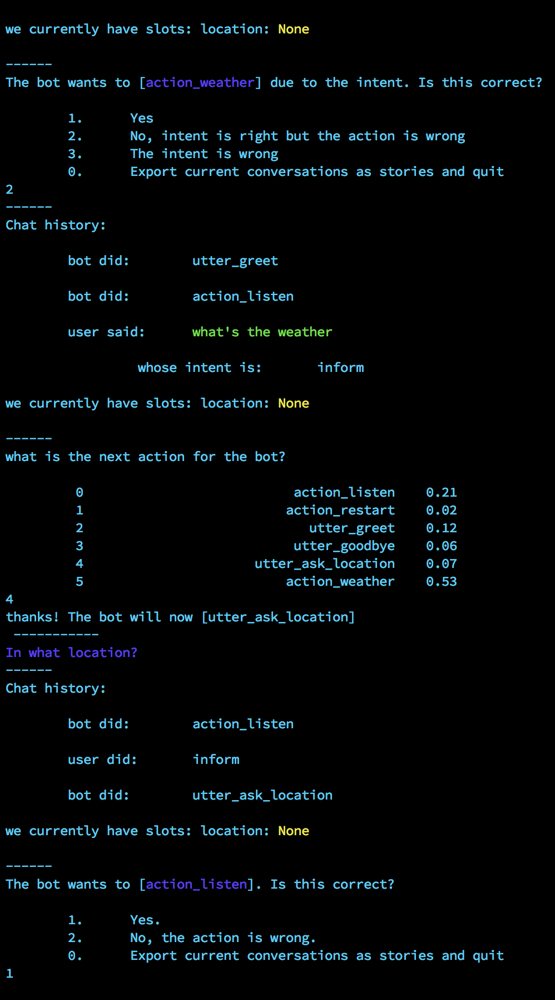 we currently have slots: location: None
------
The bot wants to [action_weather] due to the intent. Is this correct?
1. Yes
2. No, intent is right but the action is wrong
3. The intent is wrong
0. Export current conversations as stories and quit
2
------
Chat history:
bot did: utter_greet
bot did: action_listen
user said: what's the weather
whose intent is: inform
we currently have slots: location: None
------
what is the next action for the bot?
0 action_listen 0.21
1 action_restart 0.02
2 utter_greet 0.12
3 utter_goodbye 0.06
4 utter_ask_location 0.07
5 action_weather 0.53
4
thanks! The bot will now [utter_ask_location]
-----------
In what location?
------
Chat history:
bot did: action_listen
user did: inform
bot did: utter_ask_location
we currently have slots: location: None
------
The bot wants to [action_listen]. Is this correct?
1. Yes.
2. No, the action is wrong.
0. Export current conversations as stories and quit
1